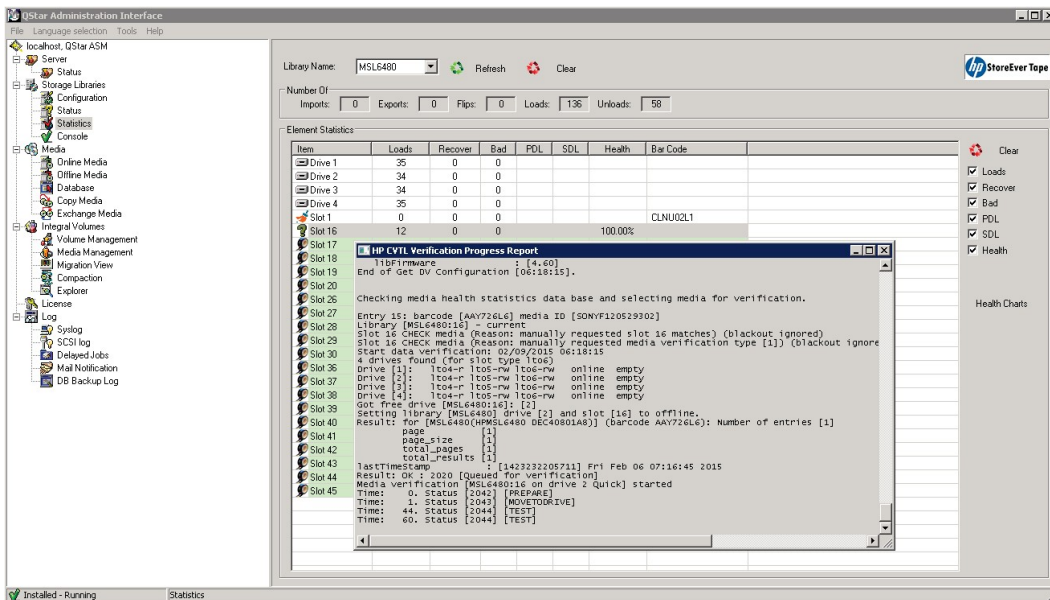 QStar Administration Interface
File Language selection Tools Help
localhost, QStar ASM
Server
Status
Storage Libraries
Configuration
Status
Statistics
Console
Media
Online Media
Offline Media
Database
Copy Media
Exchange Media
Integral Volumes
Volume Management
Media Management
Migration View
Compaction
Explorer
License
Log
Syslog
SCSI log
Delayed Jobs
Mail Notification
DB Backup Log
Library Name: MSL6480 Refresh Clear
hp StoreEver Tape
Number Of
Imports: 0 Exports: 0 Flips: 0 Loads: 136 Unloads: 58
Element Statistics
Item Loads Recover Bad PDL SDL Health Bar Code
Drive 1 35 0 0
Drive 2 34 0 0
Drive 3 34 0 0
Drive 4 35 0 0
Slot 1 0 0 0 CLNU02L1
Slot 16 12 0 0 100.00%
Slot 17
Slot 18
Slot 19
Slot 20
Slot 26
Slot 27
Slot 28
Slot 29
Slot 30
Slot 36
Slot 37
Slot 38
Slot 39
Slot 40
Slot 41
Slot 42
Slot 43
Slot 44
Slot 45
HP CVTL Verification Progress Report
libFirmware : [4.60]
End of Get DV Configuration [06:18:15].
Checking media health statistics data base and selecting media for verification.
Entry 15: barcode [AAY726L6] media ID [SONYF120529302]
Library [MSL6480:16] - current
Slot 16 CHECK media (Reason: manually requested slot 16 matches) (blackout ignored)
Slot 16 CHECK media (Reason: manually requested media verification type [1]) (blackout ignore
Start data verification: 02/09/2015 06:18:15
4 drives found (for slot type lto6)
Drive [1]: lto4-r lto5-rw lto6-rw online empty
Drive [2]: lto4-r lto5-rw lto6-rw online empty
Drive [3]: lto4-r lto5-rw lto6-rw online empty
Drive [4]: lto4-r lto5-rw lto6-rw online empty
Got free drive [MSL6480:16]: [2]
Setting library [MSL6480] drive [2] and slot [16] to offline.
Result: for [MSL6480(HPMSL6480 DEC40801A8)] (barcode AAY726L6): Number of entries [1]
page [1]
page_size [1]
total_pages [1]
total_results [1]
lastTimeStamp : [1423232205711] Fri Feb 06 07:16:45 2015
Result: OK : 2020 [Queued for verification]
Media verification [MSL6480:16 on drive 2 Quick] started
Time: 0. Status [2042] [PREPARE]
Time: 1. Status [2043] [MOVETODRIVE]
Time: 44. Status [2044] [TEST]
Time: 60. Status [2044] [TEST]
Clear
Loads
Recover
Bad
PDL
SDL
Health
Health Charts
Installed - Running Statistics